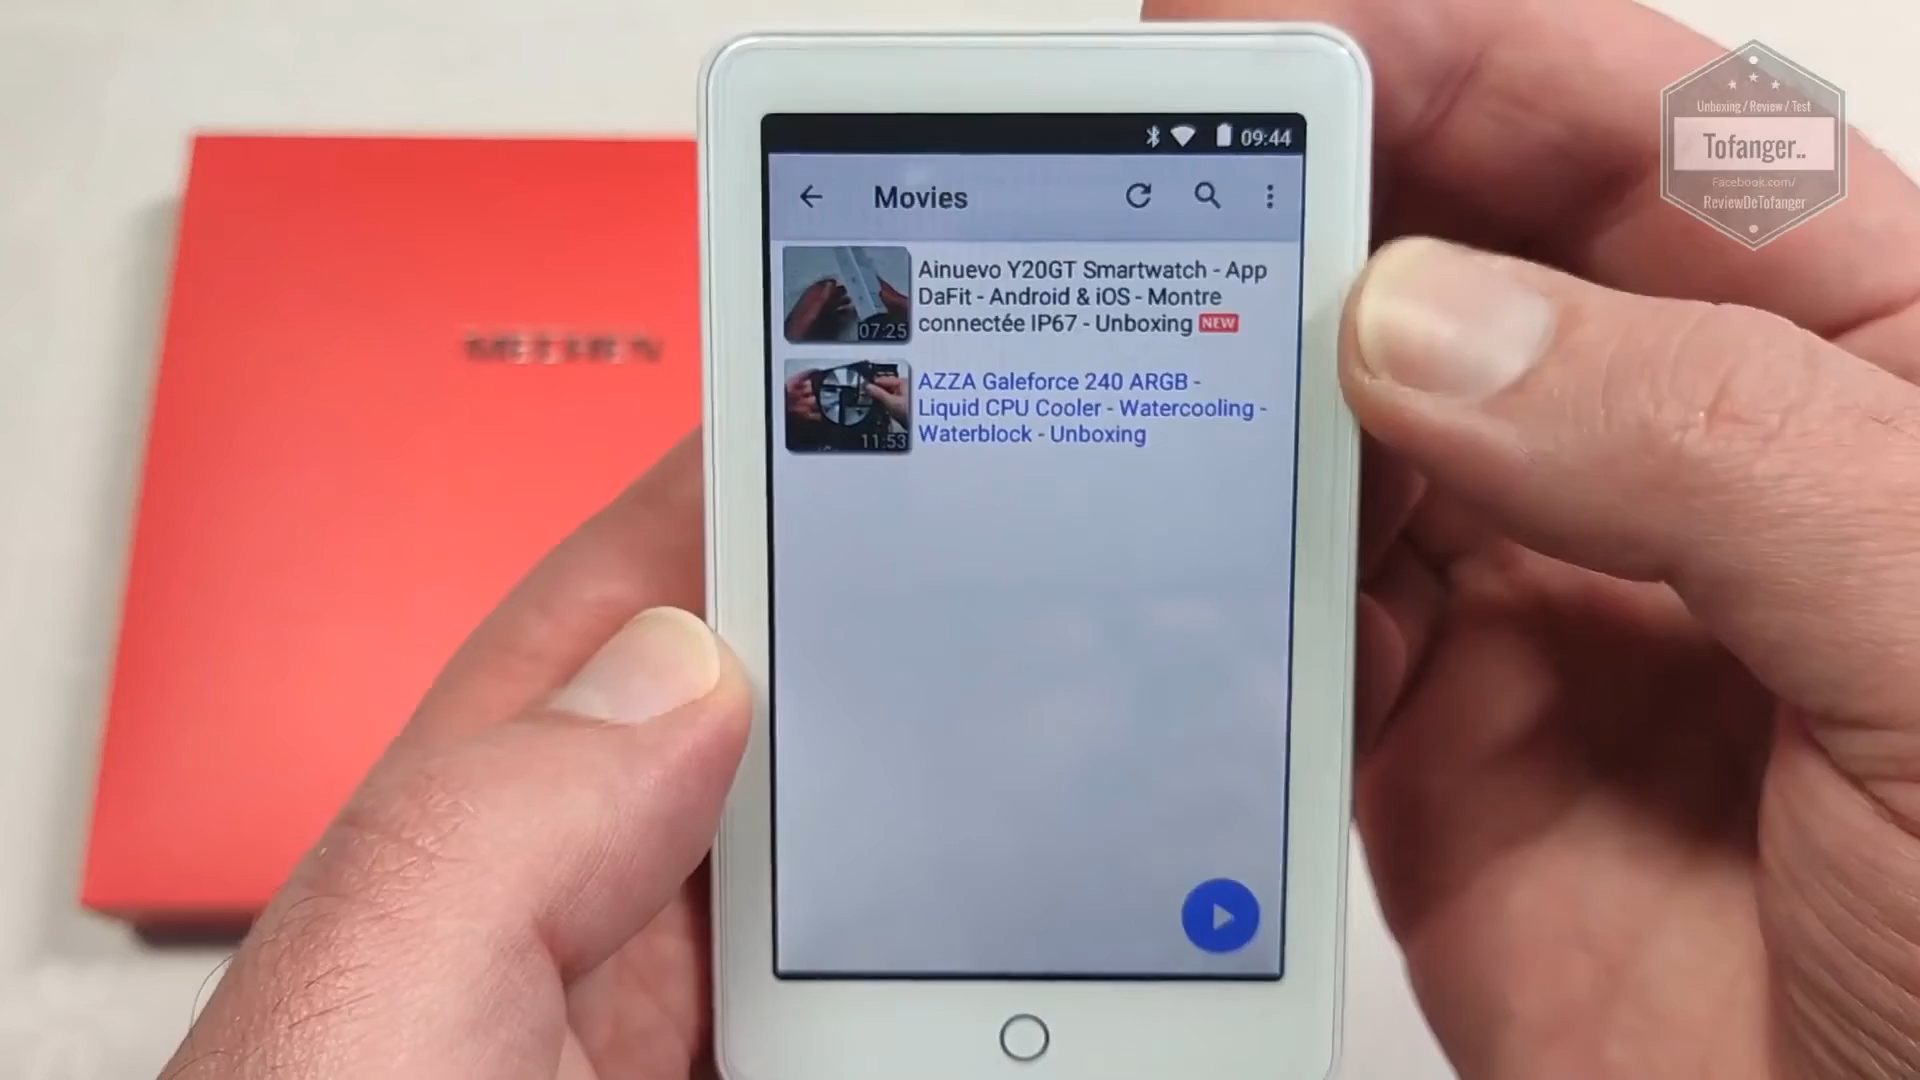 Unboxing / Review / Test
Tofanger..
Facebook.com/
ReviewDeTofanger
09:44
Movies
Ainuevo Y20GT Smartwatch - App
DaFit - Android & iOS - Montre
connectée IP67 - Unboxing NEW
07:25
AZZA Galeforce 240 ARGB -
Liquid CPU Cooler - Watercooling -
Waterblock - Unboxing
11:53